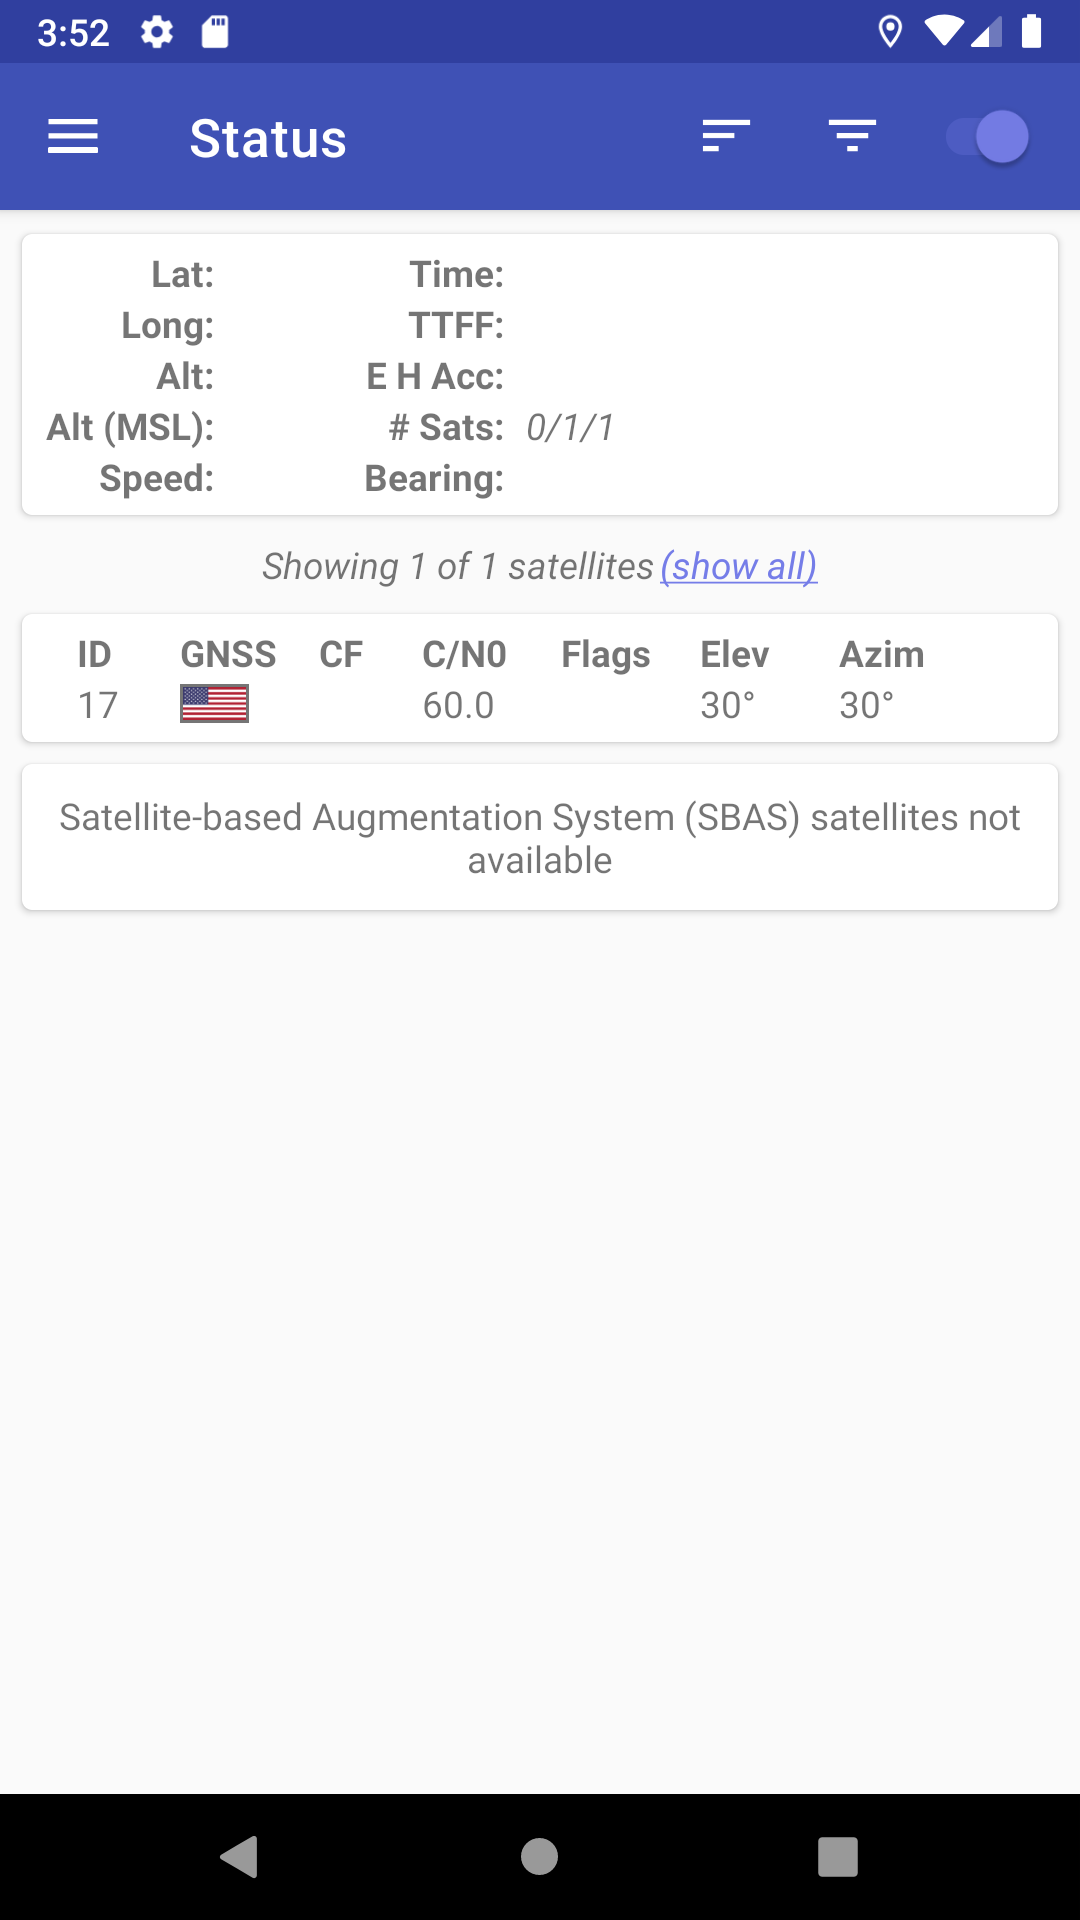 3:52
Status
Lat: Time:
Long: TTFF:
Alt: E H Acc:
Alt (MSL): # Sats: 0/1/1
Speed: Bearing:
Showing 1 of 1 satellites (show all)
ID GNSS CF C/N0 Flags Elev Azim
17 60.0 30° 30°
Satellite-based Augmentation System (SBAS) satellites not
available